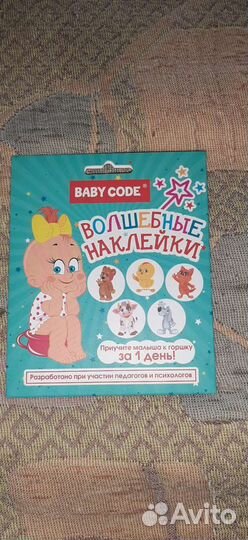 BABY CODE®
ВОЛШЕБНЫЕ
НАКЛЕЙКИ
Приучите малыша к горшку
за 1 день!
Разработано при участии педагогов и психологов
Avito